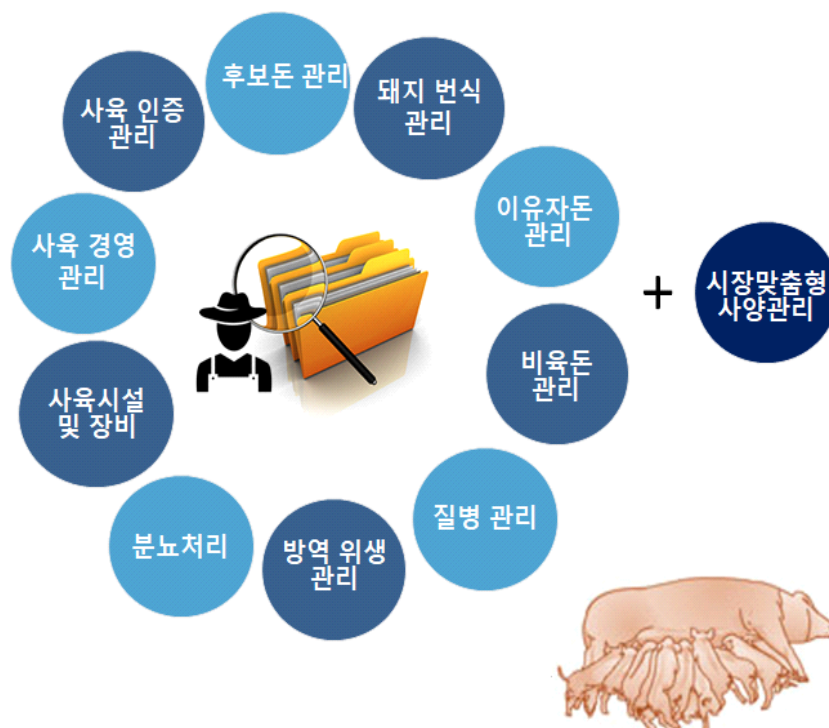 후보돈 관리
돼지 번식
관리
이유자돈
관리
비육돈
관리
질병 관리
방역 위생
관리
분뇨처리
사육시설
및 장비
사육 경영
관리
사육 인증
관리
+
시장맞춤형
사양관리